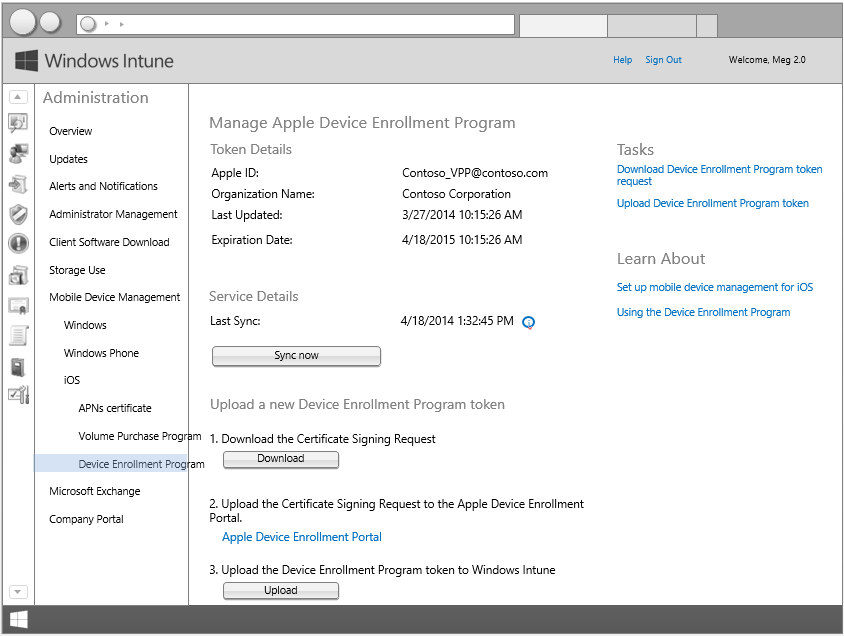 Windows Intune
Help
Sign Out
Welcome, Meg 2.0
Administration
Overview
Updates
Alerts and Notifications
Administrator Management
Client Software Download
Storage Use
Mobile Device Management
Windows
Windows Phone
iOS
APNs certificate
Volume Purchase Program
Device Enrollment Program
Microsoft Exchange
Company Portal
Manage Apple Device Enrollment Program
Token Details
Apple ID: Contoso_VPP@contoso.com
Organization Name: Contoso Corporation
Last Updated: 3/27/2014 10:15:26 AM
Expiration Date: 4/18/2015 10:15:26 AM
Service Details
Last Sync: 4/18/2014 1:32:45 PM
Sync now
Upload a new Device Enrollment Program token
1. Download the Certificate Signing Request
Download
2. Upload the Certificate Signing Request to the Apple Device Enrollment
Portal.
Apple Device Enrollment Portal
3. Upload the Device Enrollment Program token to Windows Intune
Upload
Tasks
Download Device Enrollment Program token
request
Upload Device Enrollment Program token
Learn About
Set up mobile device management for iOS
Using the Device Enrollment Program